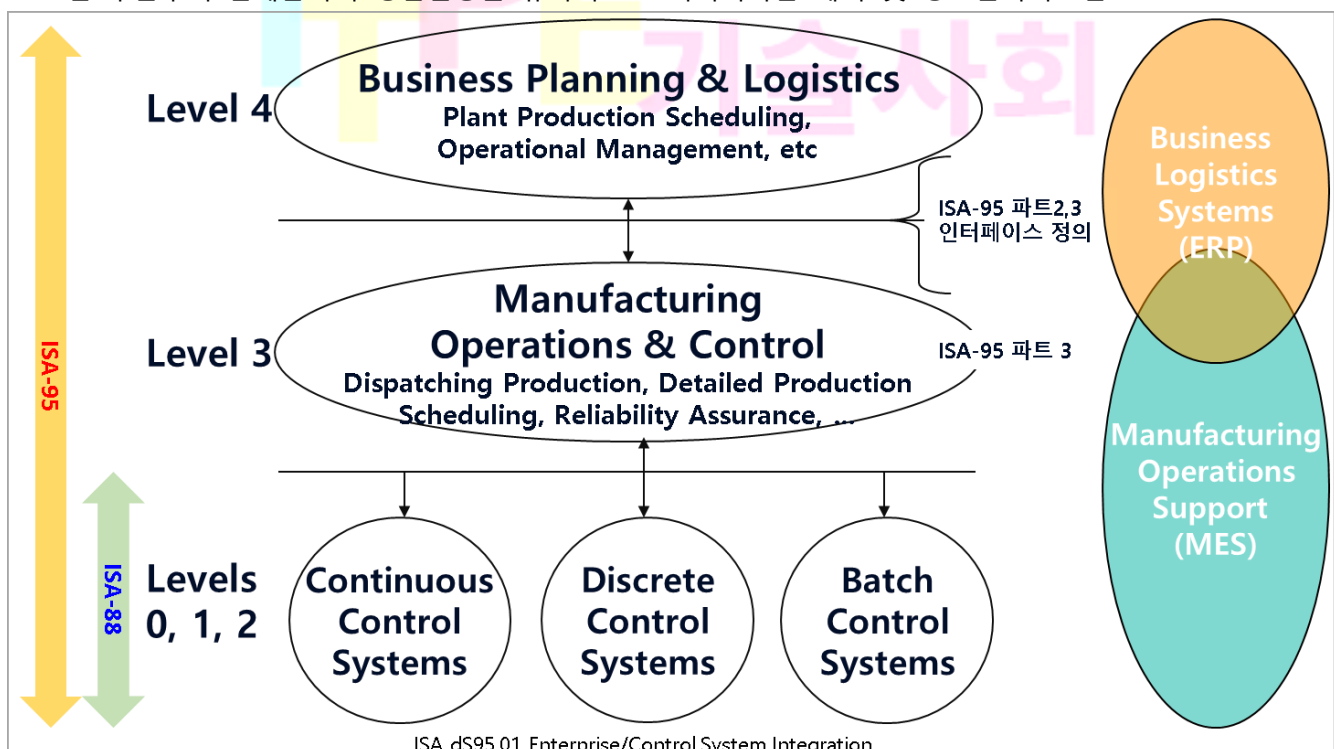 기술사회
Level 4
Business Planning & Logistics
Plant Production Scheduling,
Operational Management, etc
ISA-95 파트2,3
인터페이스 정의
Business
Logistics
Systems
(ERP)
Level 3
Manufacturing
Operations & Control
Dispatching Production, Detailed Production
Scheduling, Reliability Assurance, ...
ISA-95 파트 3
Manufacturing
Operations
Support
(MES)
ISA-95
ISA-88
Levels
0, 1, 2
Continuous
Control
Systems
Discrete
Control
Systems
Batch
Control
Systems
ISA dS95.01 Enterprise/Control System Integration